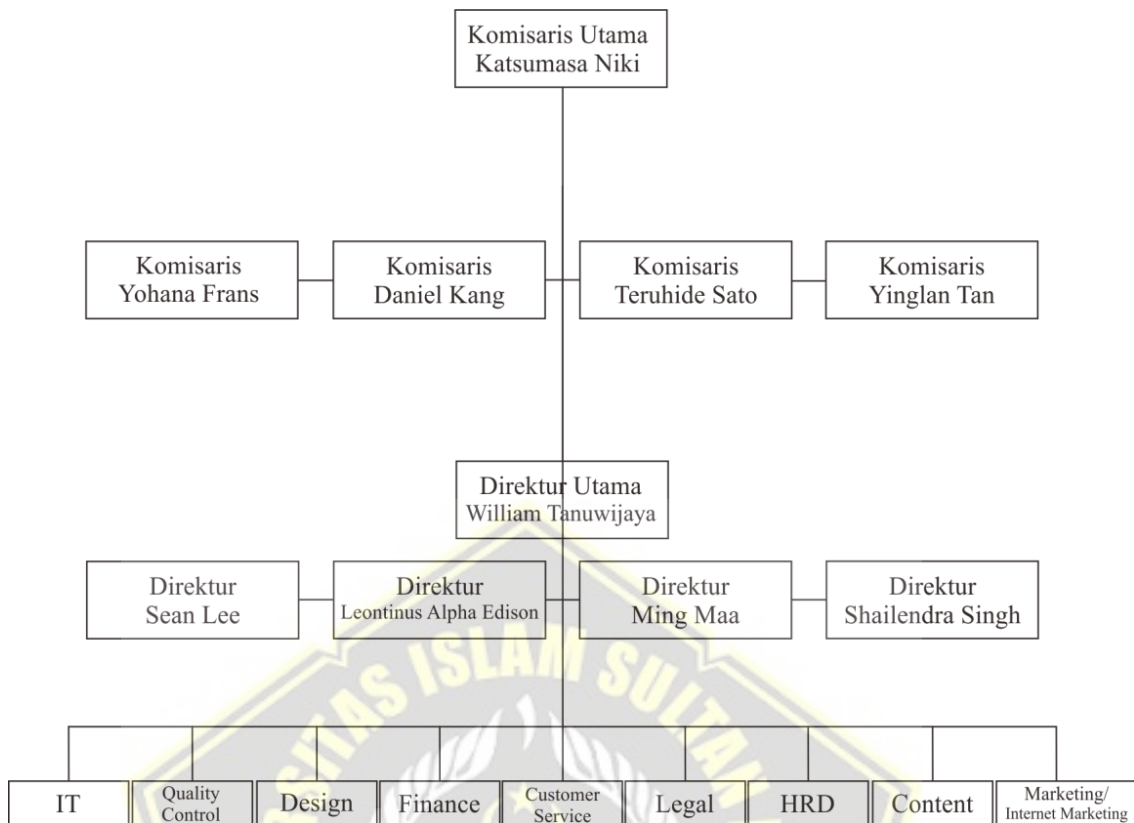 Komisaris Utama
Katsumasa Niki
Komisaris
Yohana Frans
Komisaris
Daniel Kang
Komisaris
Teruhide Sato
Komisaris
Yinglan Tan
Direktur Utama
William Tanuwijaya
Direktur
Sean Lee
Direktur
Leontinus Alpha Edison
Direktur
Ming Maa
Direktur
Shailendra Singh
ISLAM
IT
Quality
Control
Design
Finance
Customer
Service
Legal
HRD
Content
Marketing/
Internet Marketing